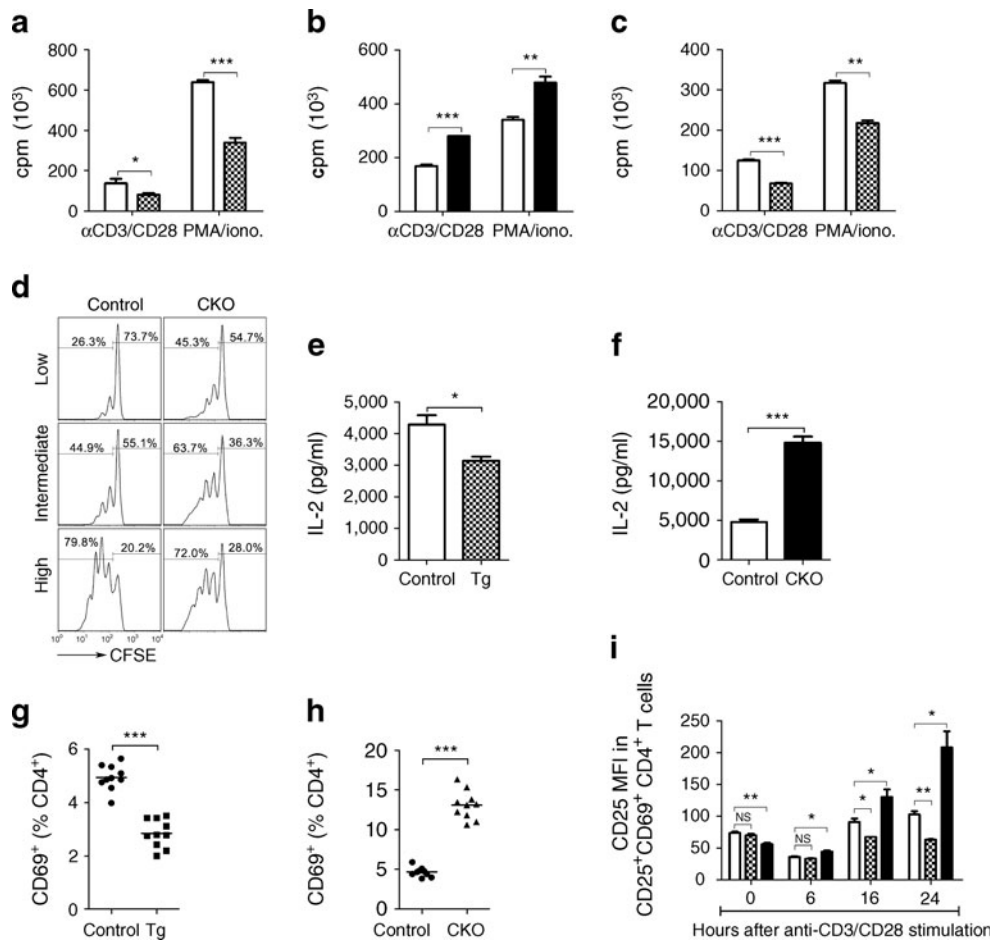 a
cpm (10³)
800
600
400
200
0
***
*
αCD3/CD28 PMA/iono.
b
cpm (10³)
600
400
200
0
***
**
αCD3/CD28 PMA/iono.
c
cpm (10³)
400
300
200
100
0
***
**
αCD3/CD28 PMA/iono.
d
Control CKO
Low
26.3% 73.7% 45.3% 54.7%
Intermediate
44.9% 55.1% 63.7% 36.3%
High
79.8% 20.2% 72.0% 28.0%
10⁰ 10¹ 10² 10³ 10⁴
CFSE
e
IL-2 (pg/ml)
5,000
4,000
3,000
2,000
1,000
0
*
Control Tg
f
IL-2 (pg/ml)
20,000
15,000
10,000
5,000
0
***
Control CKO
g
CD69⁺ (% CD4⁺)
6
4
2
0
***
Control Tg
h
CD69⁺ (% CD4⁺)
20
15
10
5
0
***
Control CKO
i
CD25 MFI in
CD25⁺CD69⁺ CD4⁺ T cells
250
200
150
100
50
0
**
NS
*
NS
*
*
*
**
0 6 16 24
Hours after anti-CD3/CD28 stimulation